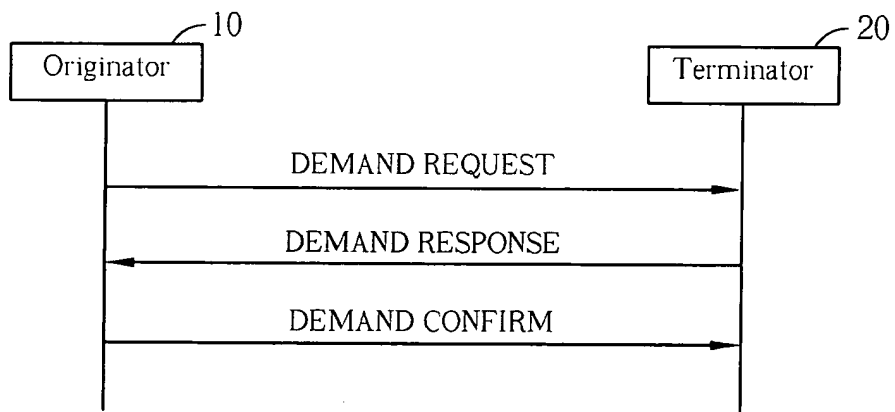 10
20
Originator
Terminator
DEMAND REQUEST
DEMAND RESPONSE
DEMAND CONFIRM